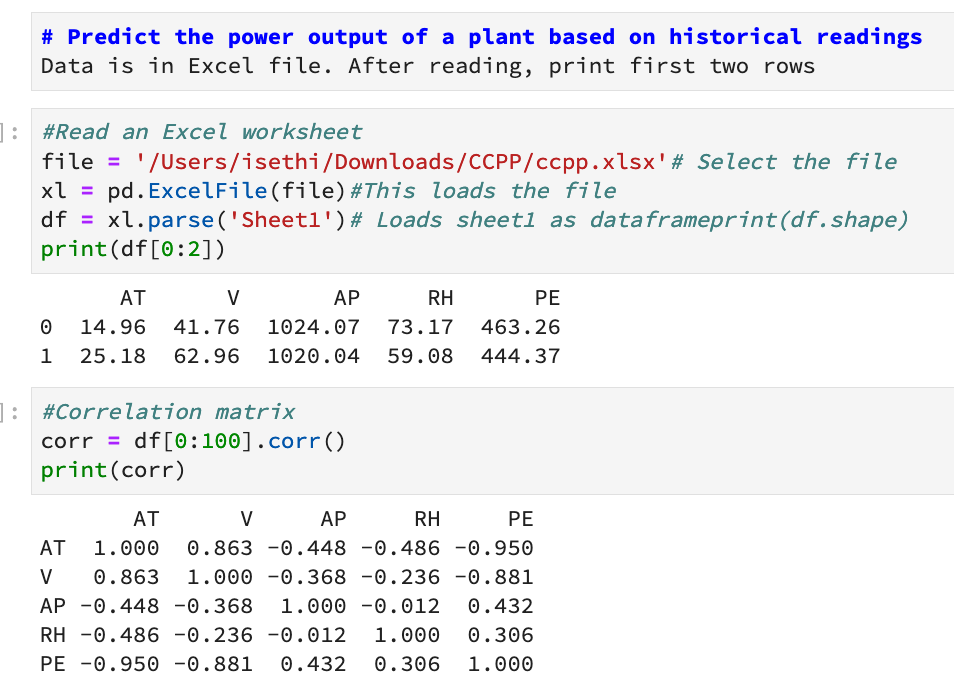 # Predict the power output of a plant based on historical readings
Data is in Excel file. After reading, print first two rows
]:
#Read an Excel worksheet
file = '/Users/isethi/Downloads/CCPP/ccpp.xlsx'# Select the file
xl = pd.ExcelFile(file)#This loads the file
df = xl.parse('Sheet1')# Loads sheet1 as dataframeprint(df.shape)
print(df[0:2])
AT V AP RH PE
0 14.96 41.76 1024.07 73.17 463.26
1 25.18 62.96 1020.04 59.08 444.37
]:
#Correlation matrix
corr = df[0:100].corr()
print(corr)
AT V AP RH PE
AT 1.000 0.863 -0.448 -0.486 -0.950
V 0.863 1.000 -0.368 -0.236 -0.881
AP -0.448 -0.368 1.000 -0.012 0.432
RH -0.486 -0.236 -0.012 1.000 0.306
PE -0.950 -0.881 0.432 0.306 1.000